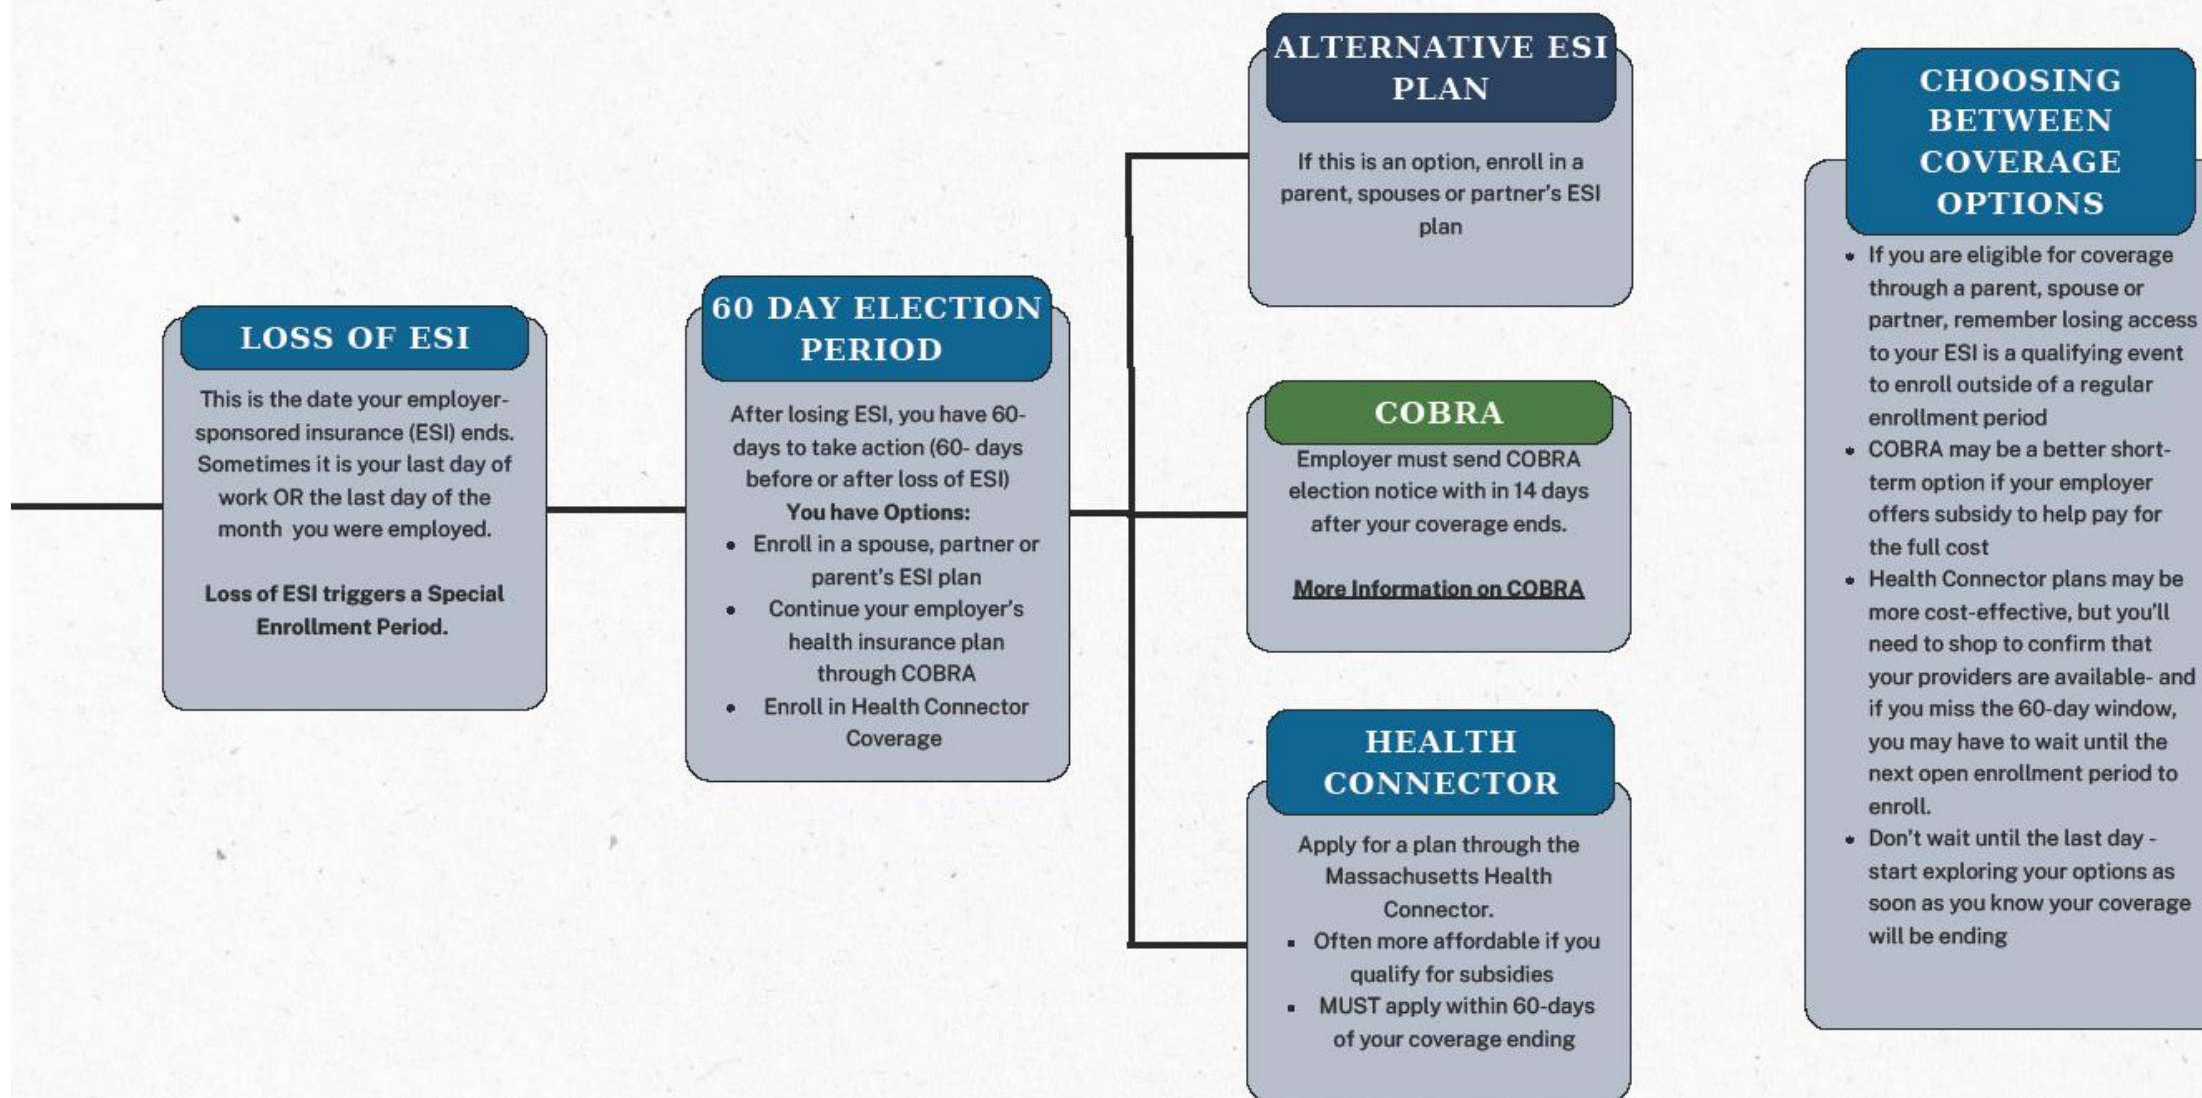 LOSS OF ESI
This is the date your employer-
sponsored insurance (ESI) ends.
Sometimes it is your last day of
work OR the last day of the
month you were employed.
Loss of ESI triggers a Special
Enrollment Period.
60 DAY ELECTION
PERIOD
After losing ESI, you have 60-
days to take action (60- days
before or after loss of ESI)
You have Options:
• Enroll in a spouse, partner or
parent's ESI plan
• Continue your employer's
health insurance plan
through COBRA
• Enroll in Health Connector
Coverage
ALTERNATIVE ESI
PLAN
If this is an option, enroll in a
parent, spouses or partner's ESI
plan
COBRA
Employer must send COBRA
election notice with in 14 days
after your coverage ends.
More Information on COBRA
HEALTH
CONNECTOR
Apply for a plan through the
Massachusetts Health
Connector.
▪ Often more affordable if you
qualify for subsidies
▪ MUST apply within 60-days
of your coverage ending
CHOOSING
BETWEEN
COVERAGE
OPTIONS
• If you are eligible for coverage
through a parent, spouse or
partner, remember losing access
to your ESI is a qualifying event
to enroll outside of a regular
enrollment period
• COBRA may be a better short-
term option if your employer
offers subsidy to help pay for
the full cost
• Health Connector plans may be
more cost-effective, but you'll
need to shop to confirm that
your providers are available- and
if you miss the 60-day window,
you may have to wait until the
next open enrollment period to
enroll.
• Don't wait until the last day -
start exploring your options as
soon as you know your coverage
will be ending